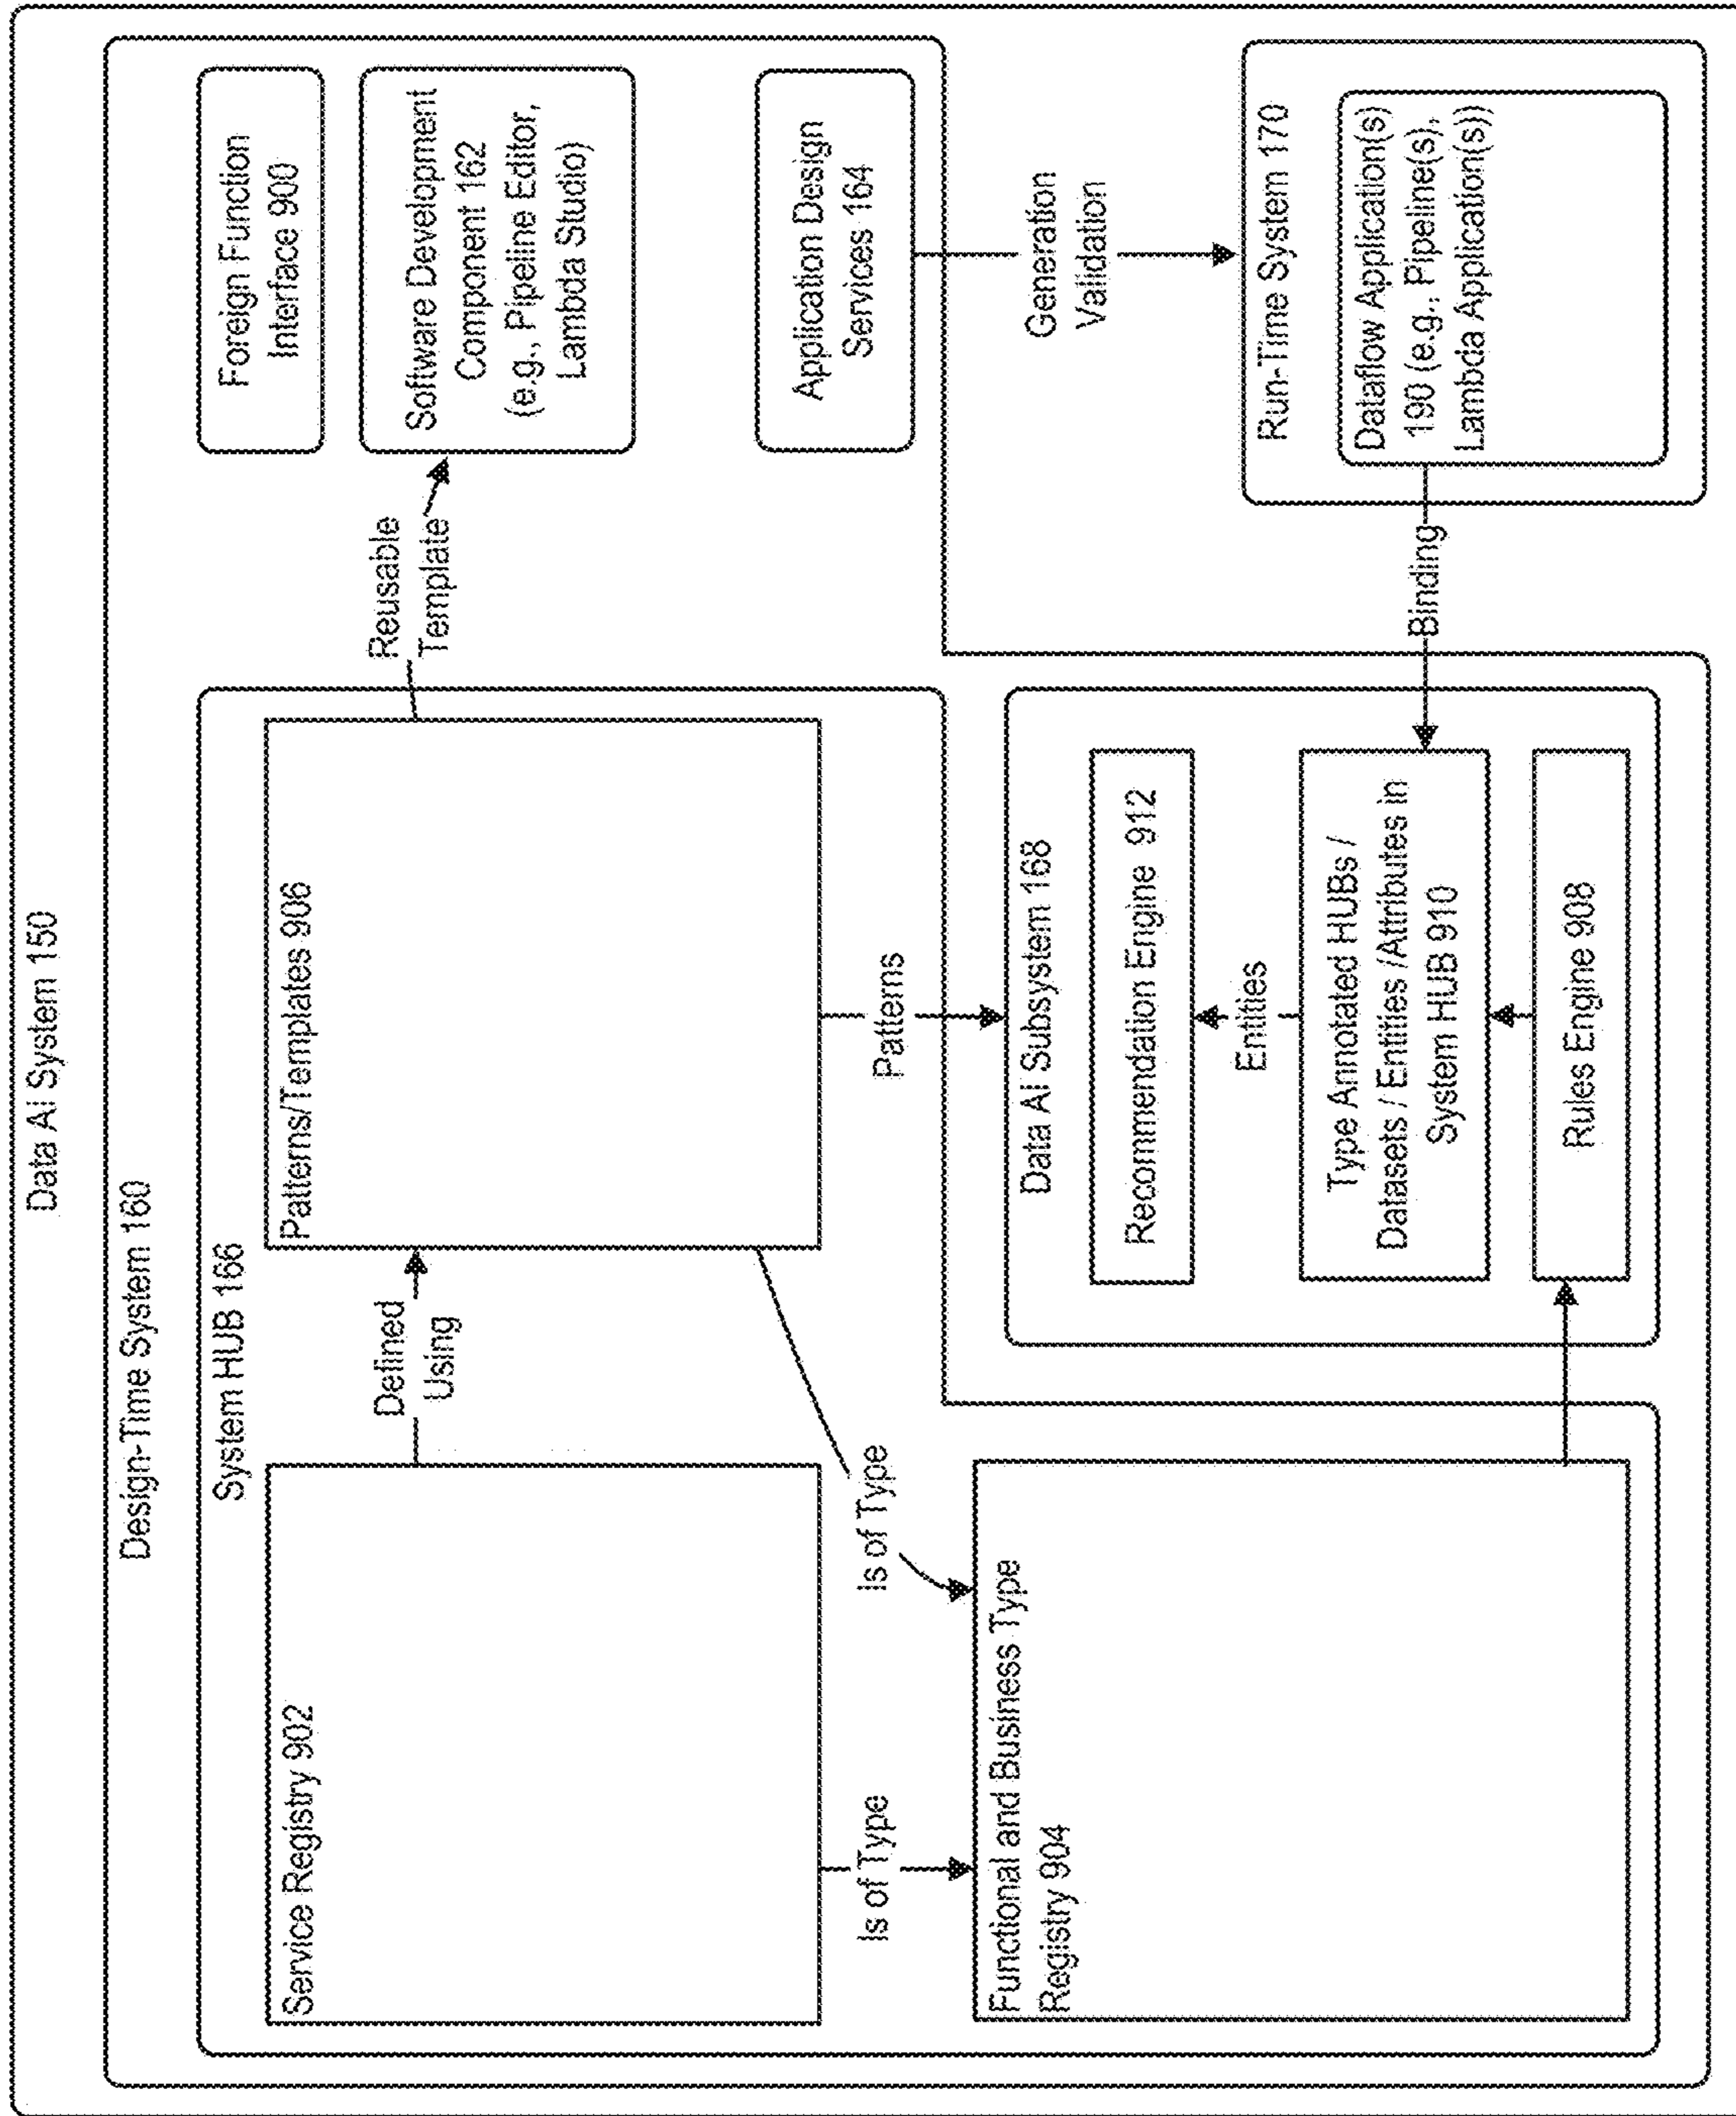 Data AI System 150
Design-Time System 160
System HUB 166
Service Registry 902
Defined
Using
Patterns/Templates 906
Reusable
Template
Foreign Function
Interface 900
Software Development
Component 162
(e.g., Pipeline Editor,
Lambda Studio)
Application Design
Services 164
Is of Type
Is of Type
Patterns
Generation
Validation
Functional and Business Type
Registry 904
Data AI Subsystem 168
Recommendation Engine 912
Entities
Type Annotated HUBs /
Datasets / Entities /Attributes in
System HUB 910
Rules Engine 908
Binding
Run-Time System 170
Dataflow Application(s)
190 (e.g., Pipeline(s),
Lambda Application(s))